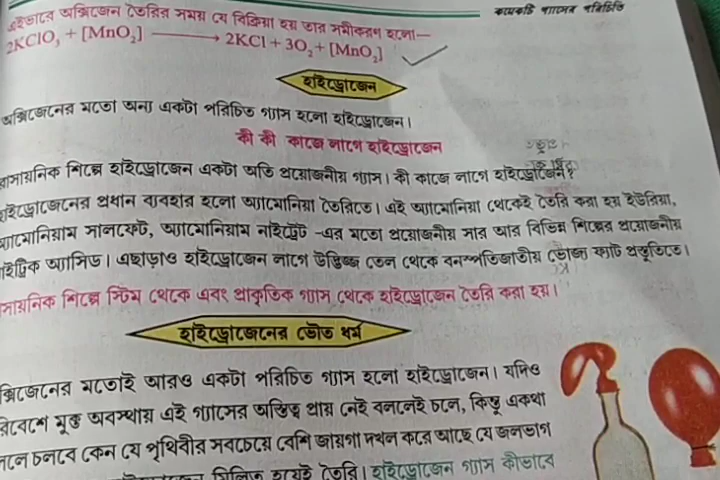 কয়েকটি গ্যাসের পরিচিতি
এইভাবে অক্সিজেন তৈরির সময় যে বিক্রিয়া হয় তার সমীকরণ হলো—
2KClO₃ + [MnO₂] ⟶ 2KCl + 3O₂ + [MnO₂]
হাইড্রোজেন
অক্সিজেনের মতো অন্য একটা পরিচিত গ্যাস হলো হাইড্রোজেন।
কী কী কাজে লাগে হাইড্রোজেন
রাসায়নিক শিল্পে হাইড্রোজেন একটা অতি প্রয়োজনীয় গ্যাস। কী কাজে লাগে হাইড্রোজেন?
হাইড্রোজেনের প্রধান ব্যবহার হলো অ্যামোনিয়া তৈরিতে। এই অ্যামোনিয়া থেকেই তৈরি করা হয় ইউরিয়া,
অ্যামোনিয়াম সালফেট, অ্যামোনিয়াম নাইট্রেট -এর মতো প্রয়োজনীয় সার আর বিভিন্ন শিল্পের প্রয়োজনীয়
নাইট্রিক অ্যাসিড। এছাড়াও হাইড্রোজেন লাগে উদ্ভিজ্জ তেল থেকে বনস্পতিজাতীয় ভোজ্য ফ্যাট প্রস্তুতিতে।
রাসায়নিক শিল্পে স্টিম থেকে এবং প্রাকৃতিক গ্যাস থেকে হাইড্রোজেন তৈরি করা হয়।
হাইড্রোজেনের ভৌত ধর্ম
অক্সিজেনের মতোই আরও একটা পরিচিত গ্যাস হলো হাইড্রোজেন। যদিও
পরিবেশে মুক্ত অবস্থায় এই গ্যাসের অস্তিত্ব প্রায় নেই বললেই চলে, কিন্তু একথা
চলবে কেন যে পৃথিবীর সবচেয়ে বেশি জায়গা দখল করে আছে যে জলভাগ
মিলিত হয়েই তৈরি। হাইড্রোজেন গ্যাস কীভাবে